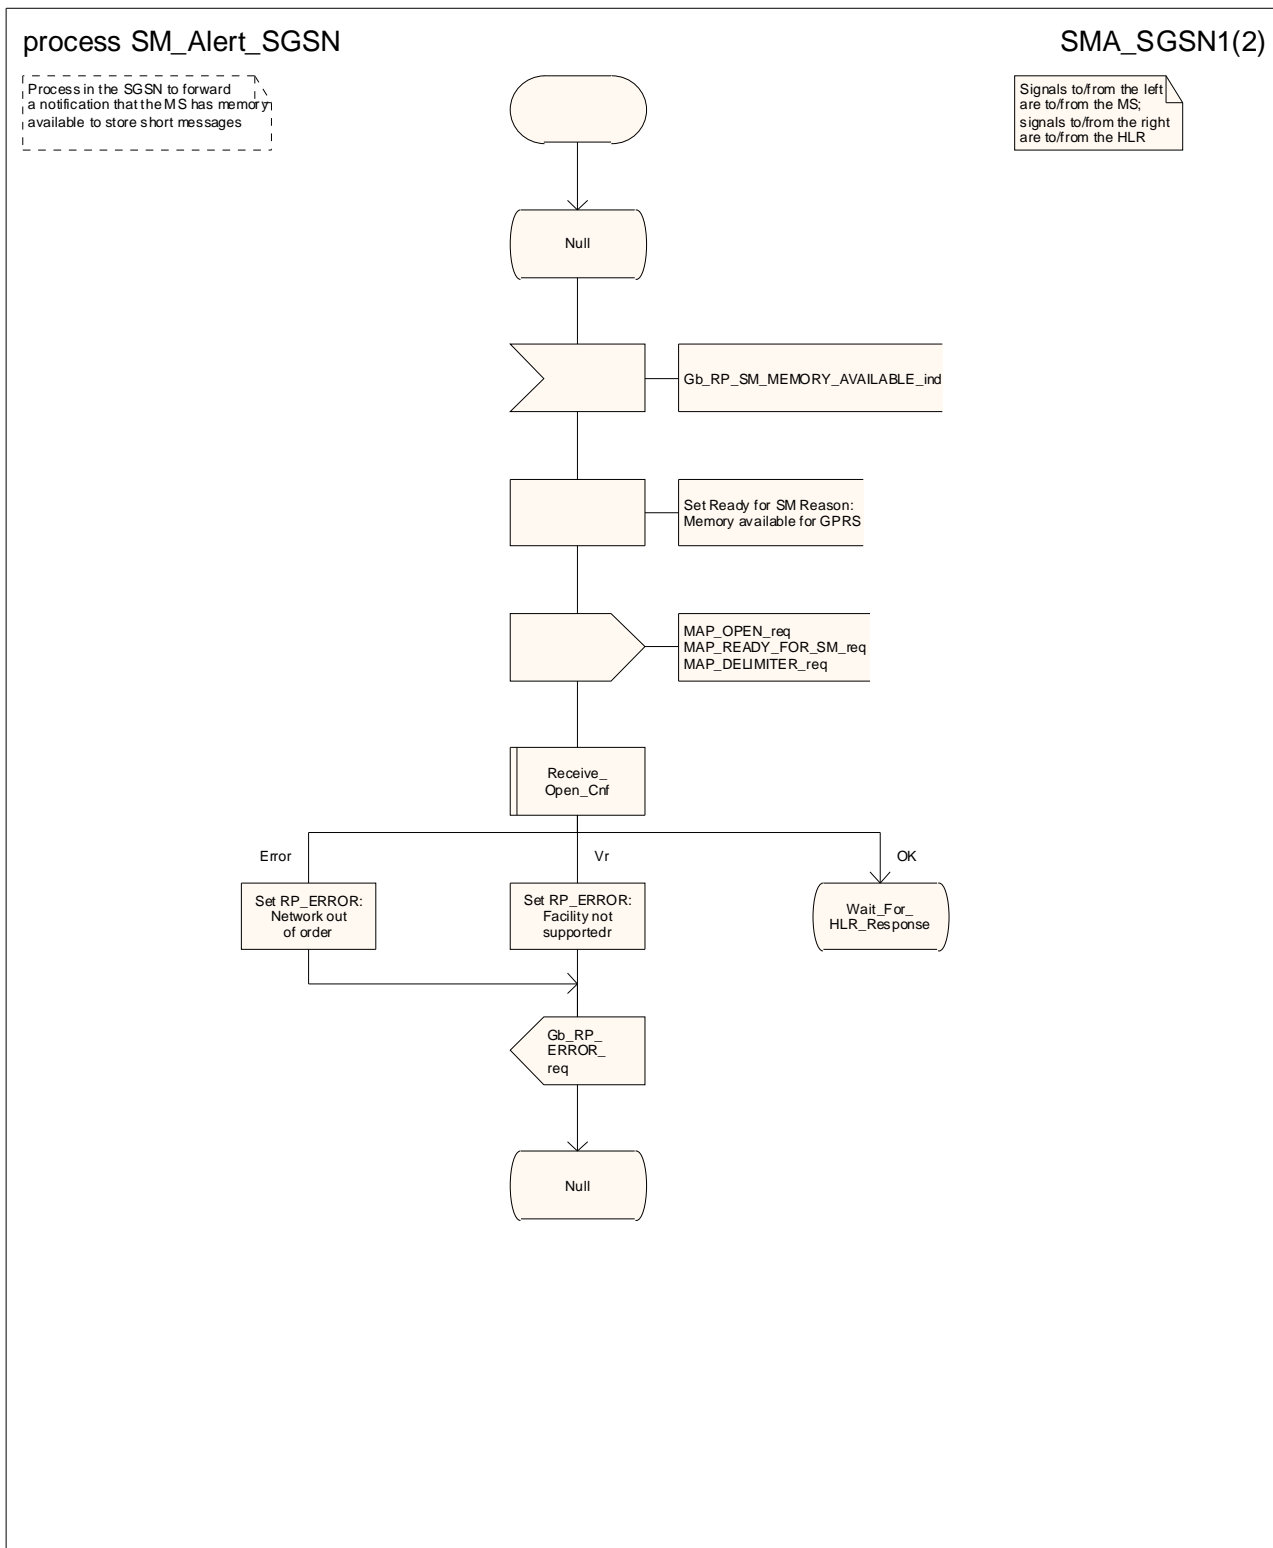 process SM_Alert_SGSN
SMA_SGSN1(2)
Process in the SGSN to forward
a notification that the MS has memory
available to store short messages
Signals to/from the left
are to/from the MS;
signals to/from the right
are to/from the HLR
Null
Gb_RP_SM_MEMORY_AVAILABLE_ind
Set Ready for SM Reason:
Memory available for GPRS
MAP_OPEN_req
MAP_READY_FOR_SM_req
MAP_DELIMITER_req
Receive_
Open_Cnf
Error
Vr
OK
Set RP_ERROR:
Network out
of order
Set RP_ERROR:
Facility not
supportedr
Wait_For_
HLR_Response
Gb_RP_
ERROR_
req
Null